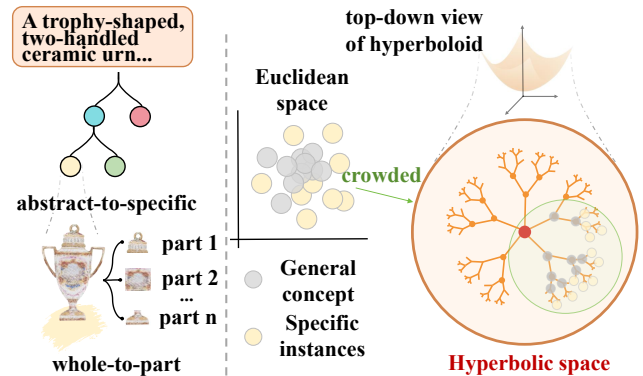 A trophy-shaped,
two-handled
ceramic urn...
abstract-to-specific
part 1
part 2
...
part n
whole-to-part
Euclidean
space
crowded
General
concept
Specific
instances
top-down view
of hyperboloid
Hyperbolic space